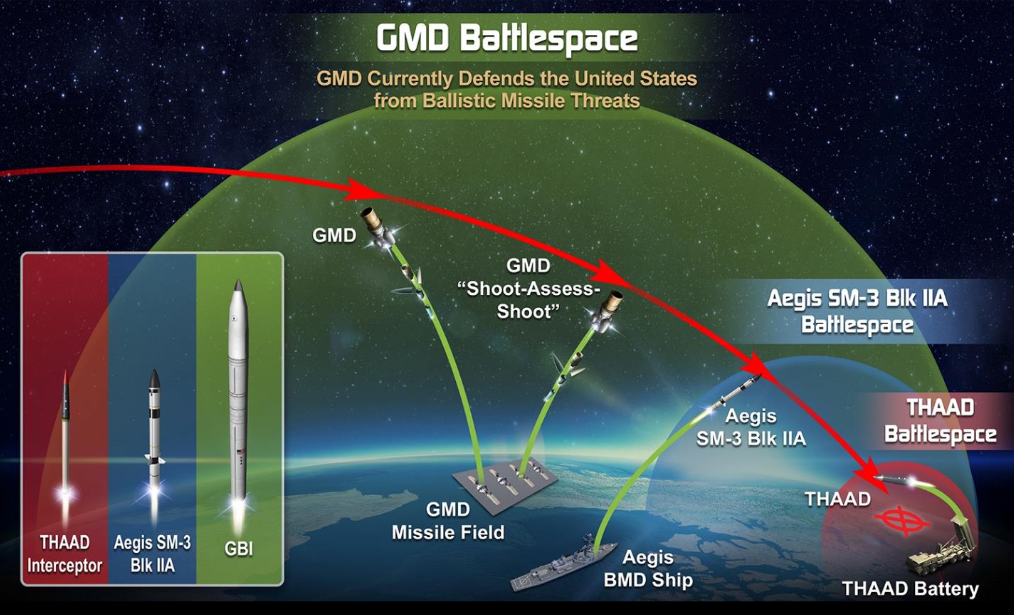 GMD Battlespace
GMD Currently Defends the United States
from Ballistic Missile Threats
GMD
GMD
“Shoot-Assess-
Shoot”
Aegis SM-3 Blk IIA
Battlespace
THAAD
Battlespace
Aegis
SM-3 Blk IIA
THAAD
GMD
Missile Field
Aegis
BMD Ship
THAAD Battery
THAAD
Interceptor
Aegis SM-3
Blk IIA
GBI